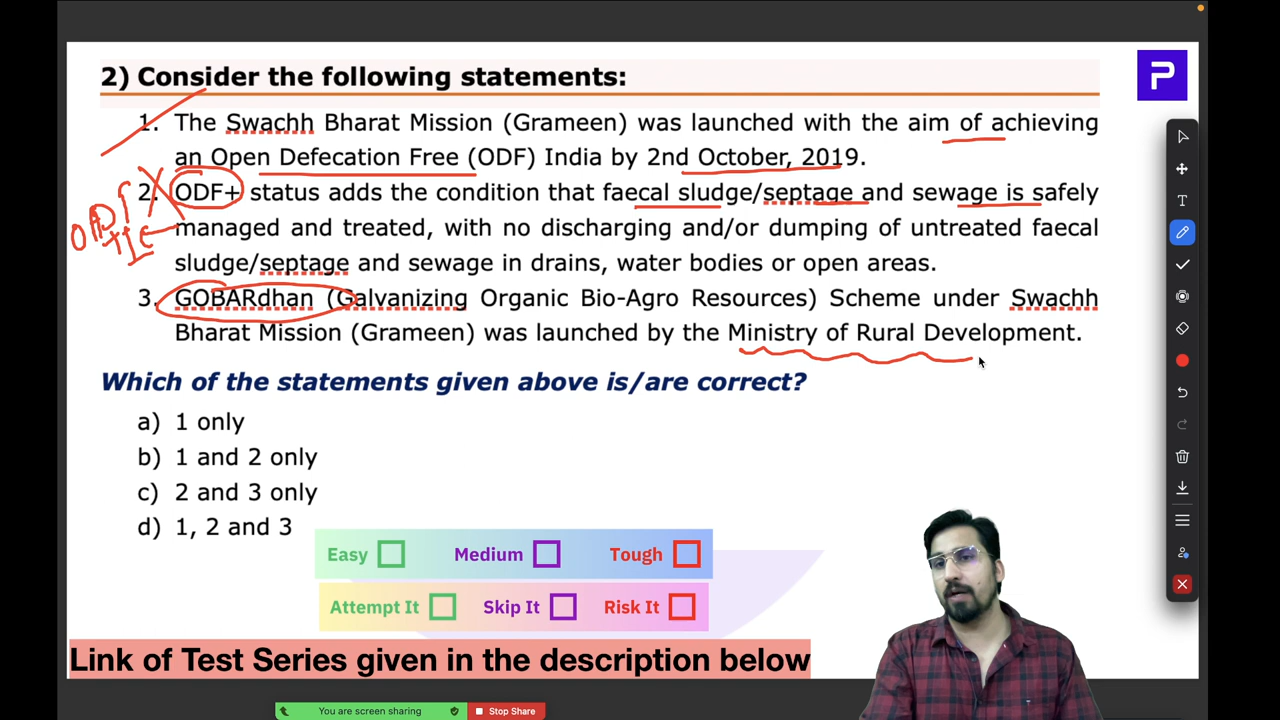 2) Consider the following statements:
1. The Swachh Bharat Mission (Grameen) was launched with the aim of achieving
an Open Defecation Free (ODF) India by 2nd October, 2019.
2. ODF+ status adds the condition that faecal sludge/septage and sewage is safely
managed and treated, with no discharging and/or dumping of untreated faecal
sludge/septage and sewage in drains, water bodies or open areas.
3. GOBARdhan (Galvanizing Organic Bio-Agro Resources) Scheme under Swachh
Bharat Mission (Grameen) was launched by the Ministry of Rural Development.
Which of the statements given above is/are correct?
a) 1 only
b) 1 and 2 only
c) 2 and 3 only
d) 1, 2 and 3
Easy Medium Tough
Attempt It Skip It Risk It
Link of Test Series given in the description below
You are screen sharing Stop Share